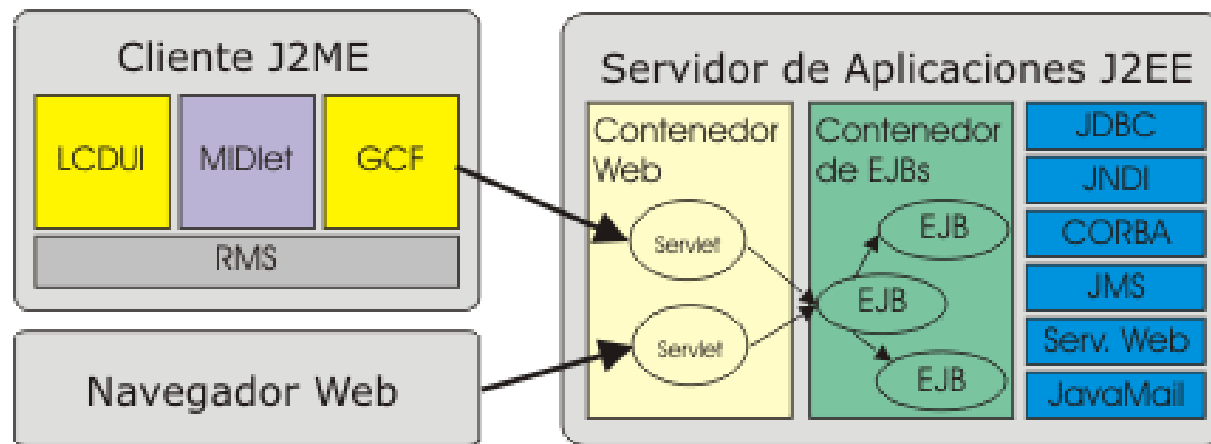 Cliente J2ME
LCDUI
MIDlet
GCF
RMS
Navegador Web
Servidor de Aplicaciones J2EE
Contenedor
Web
Servlet
Servlet
Contenedor
de EJBs
EJB
EJB
EJB
JDBC
JNDI
CORBA
JMS
Serv. Web
JavaMail